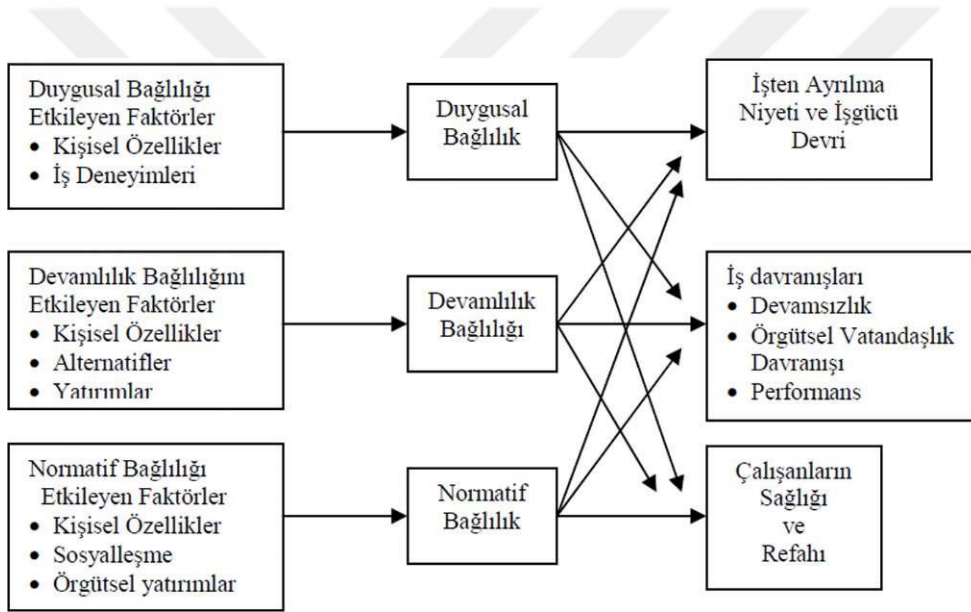 Duygusal Bağlılığı
Etkileyen Faktörler
• Kişisel Özellikler
• İş Deneyimleri
Duygusal
Bağlılık
İşten Ayrılma
Niyeti ve İşgücü
Devri
Devamlılık Bağlılığını
Etkileyen Faktörler
• Kişisel Özellikler
• Alternatifler
• Yatırımlar
Devamlılık
Bağlılığı
İş davranışları
• Devamsızlık
• Örgütsel Vatandaşlık
Davranışı
• Performans
Normatif Bağlılığı
Etkileyen Faktörler
• Kişisel Özellikler
• Sosyalleşme
• Örgütsel yatırımlar
Normatif
Bağlılık
Çalışanların
Sağlığı
ve
Refahı